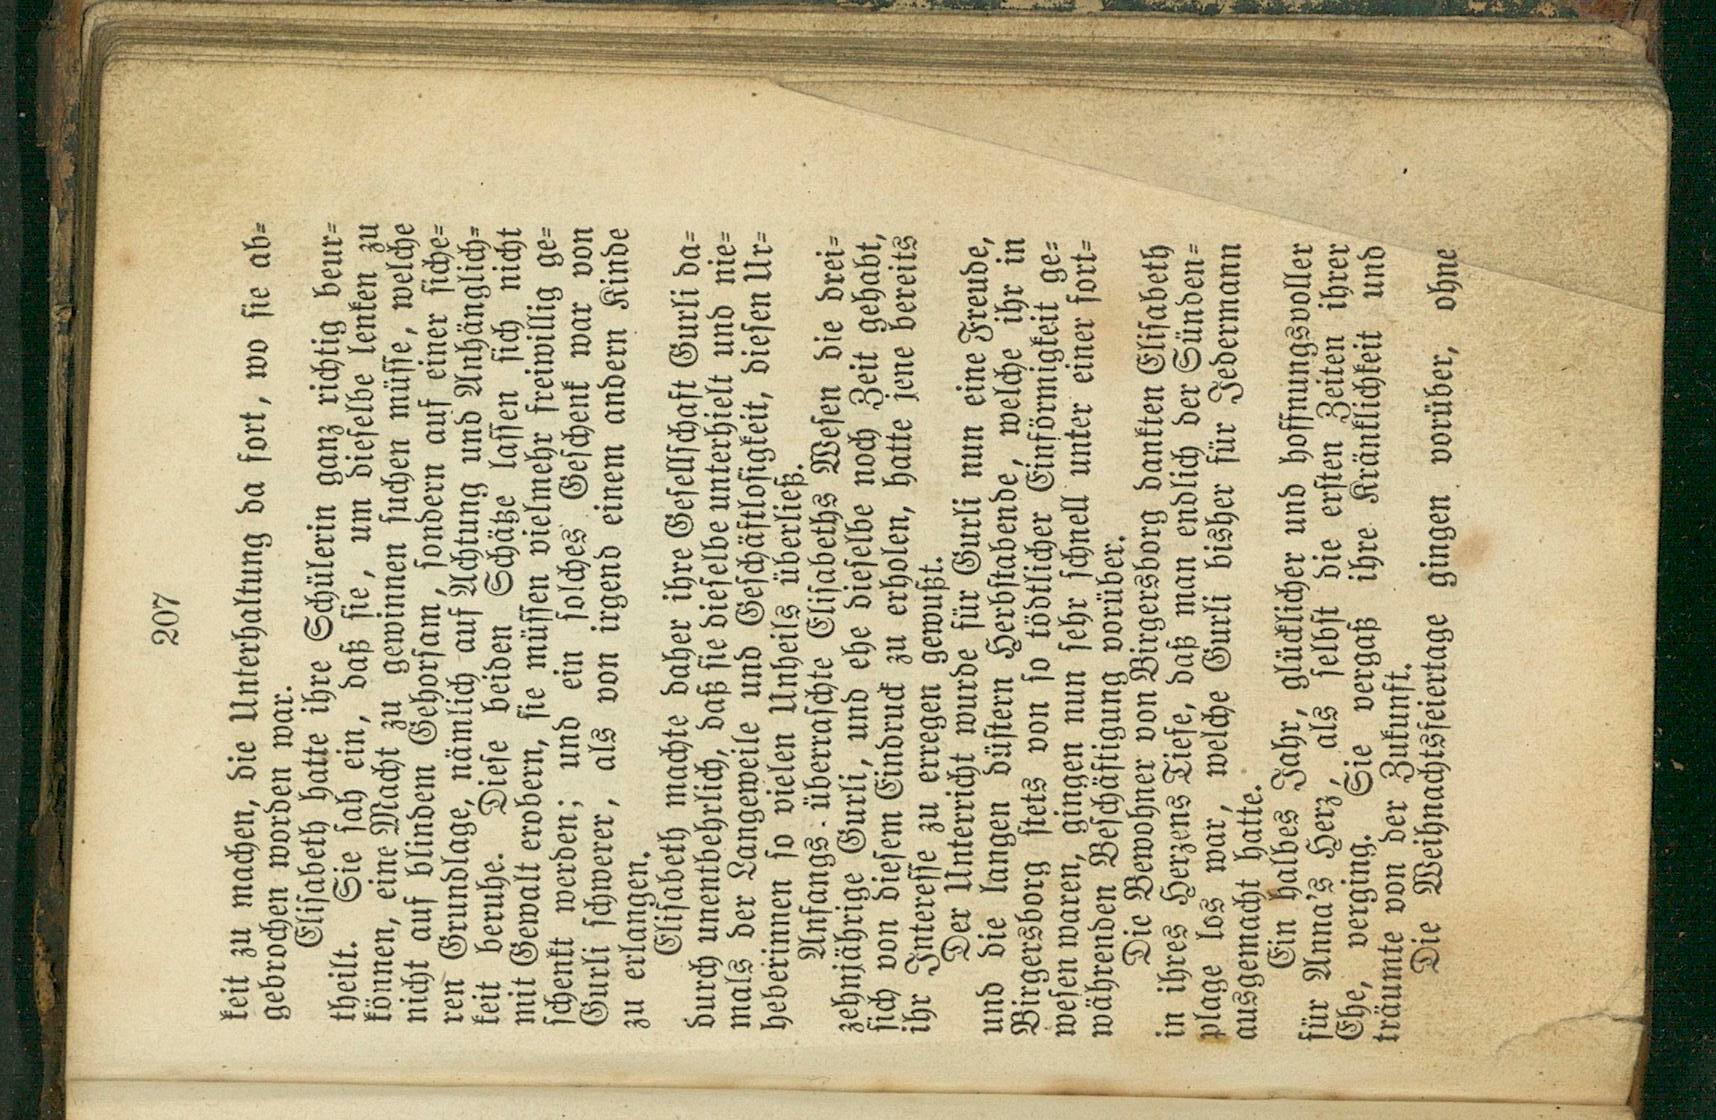 207
keit zu machen, die Unterhaltung da fort, wo sie ab-
gebrochen worden war.
Elisabeth hatte ihre Schülerin ganz richtig beur-
theilt. Sie sah ein, daß sie, um dieselbe lenken zu
können, eine Macht zu gewinnen suchen müsse, welche
nicht auf blindem Gehorsam, sondern auf einer siche-
ren Grundlage, nämlich auf Achtung und Anhänglich-
keit beruhe. Diese beiden Schätze lassen sich nicht
mit Gewalt erobern, sie müssen vielmehr freiwillig ge-
schenkt werden; und ein solches Geschenk war von
Gurli schwerer, als von irgend einem andern Kinde
zu erlangen.
Elisabeth machte daher ihre Gesellschaft Gurli da-
durch unentbehrlich, daß sie dieselbe unterhielt und nie-
mals der Langeweile und Geschäftlosigkeit, diesen Ur-
heberinnen so vielen Unheils überließ.
Anfangs überraschte Elisabeths Wesen die drei-
zehnjährige Gurli, und ehe dieselbe noch Zeit gehabt,
sich von diesem Eindruck zu erholen, hatte jene bereits
ihr Interesse zu erregen gewußt.
Der Unterricht wurde für Gurli nun eine Freude,
und die langen düstern Herbstabende, welche ihr in
Birgersborg stets von so tödtlicher Einförmigkeit ge-
wesen waren, gingen nun sehr schnell unter einer fort-
währenden Beschäftigung vorüber.
Die Bewohner von Birgersborg dankten Elisabeth
in ihres Herzens Tiefe, daß man endlich der Sünden-
plage los war, welche Gurli bisher für Jedermann
ausgemacht hatte.
Ein halbes Jahr, glücklicher und hoffnungsvoller
für Anna's Herz, als selbst die ersten Zeiten ihrer
Ehe, verging. Sie vergaß ihre Kränklichkeit und
träumte von der Zukunft.
Die Weihnachtsfeiertage gingen vorüber, ohne